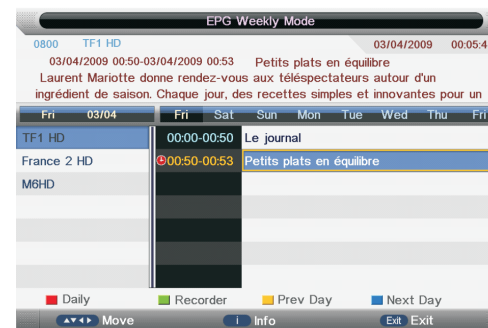 EPG Weekly Mode
0800 TF1 HD 03/04/2009 00:05:4
03/04/2009 00:50-03/04/2009 00:53 Petits plats en équilibre
Laurent Mariotte donne rendez-vous aux téléspectateurs autour d'un
ingrédient de saison. Chaque jour, des recettes simples et innovantes pour un
Fri 03/04 Fri Sat Sun Mon Tue Wed Thu Fri
TF1 HD 00:00-00:50 Le journal
France 2 HD 00:50-00:53 Petits plats en équilibre
M6HD
Daily Recorder Prev Day Next Day
Move i Info Exit Exit